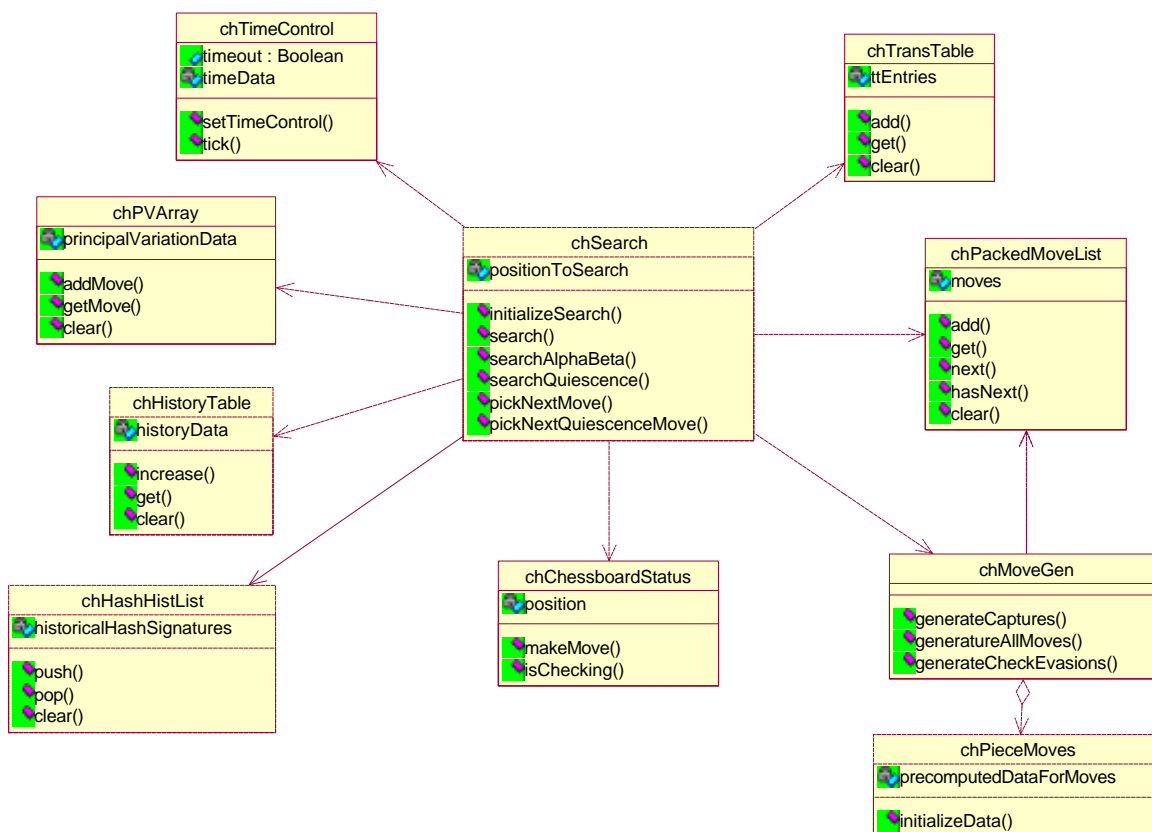 chTimeControl
timeout : Boolean
timeData
setTimeControl()
tick()
chTransTable
ttEntries
add()
get()
clear()
chPVArray
principalVariationData
addMove()
getMove()
clear()
chSearch
positionToSearch
initializeSearch()
search()
searchAlphaBeta()
searchQuiescence()
pickNextMove()
pickNextQuiescenceMove()
chPackedMoveList
moves
add()
get()
next()
hasNext()
clear()
chHistoryTable
historyData
increase()
get()
clear()
chHashHistList
historicalHashSignatures
push()
pop()
clear()
chChessboardStatus
position
makeMove()
isChecking()
chMoveGen
generateCaptures()
generatureAllMoves()
generateCheckEvasions()
chPieceMoves
precomputedDataForMoves
initializeData()